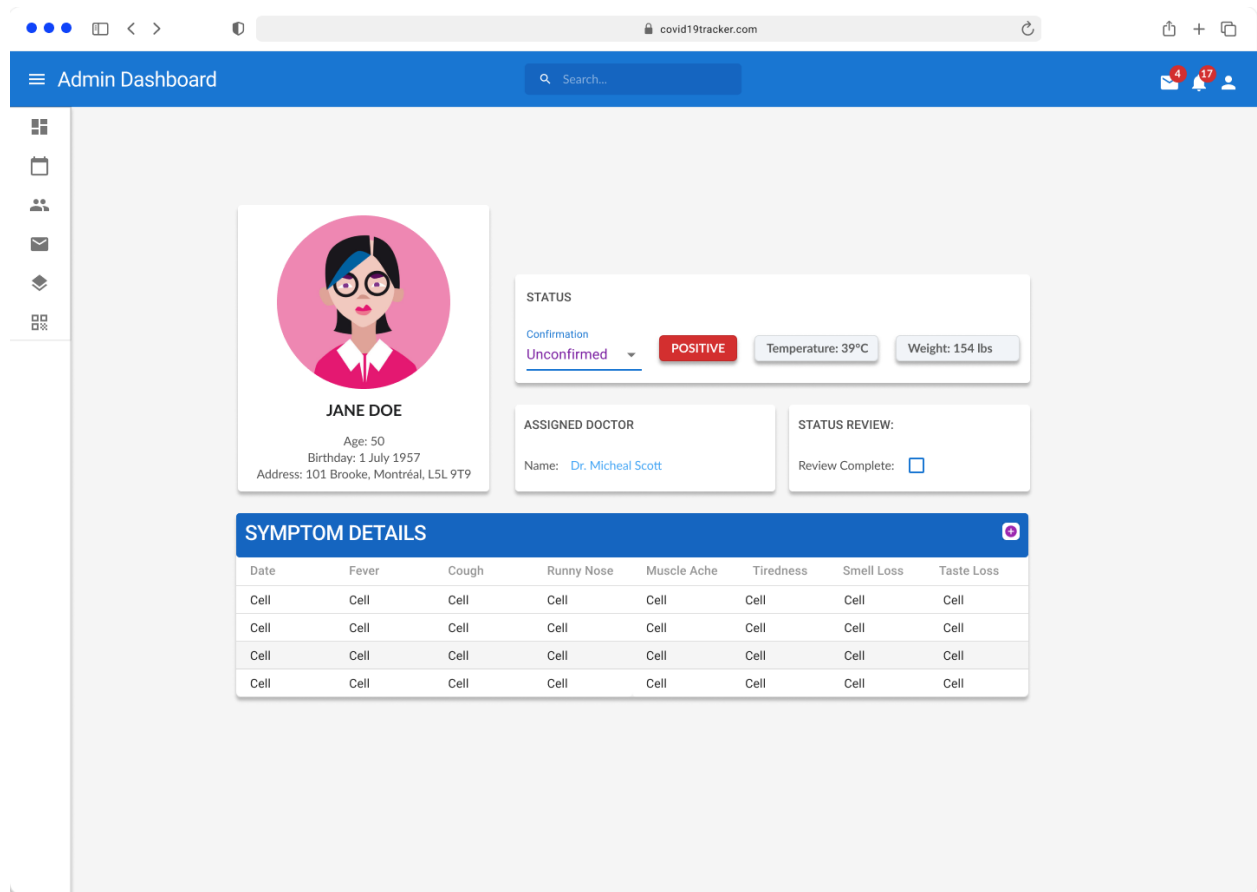 covid19tracker.com
Admin Dashboard
Search...
4
17
JANE DOE
Age: 50
Birthday: 1 July 1957
Address: 101 Brooke, Montréal, L5L 9T9
STATUS
Confirmation
Unconfirmed
POSITIVE
Temperature: 39°C
Weight: 154 lbs
ASSIGNED DOCTOR
Name: Dr. Micheal Scott
STATUS REVIEW:
Review Complete:
SYMPTOM DETAILS
Date Fever Cough Runny Nose Muscle Ache Tiredness Smell Loss Taste Loss
Cell Cell Cell Cell Cell Cell Cell Cell
Cell Cell Cell Cell Cell Cell Cell Cell
Cell Cell Cell Cell Cell Cell Cell Cell
Cell Cell Cell Cell Cell Cell Cell Cell